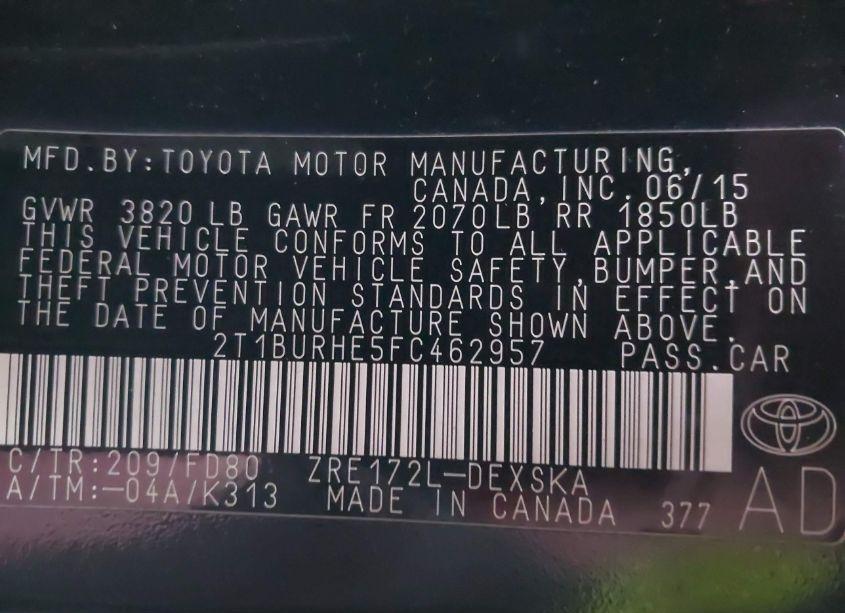 MFD.BY:TOYOTA MOTOR MANUFACTURING,
CANADA,INC. 06/15
GVWR 3820 LB GAWR FR 2070LB RR 1850LB
THIS VEHICLE CONFORMS TO ALL APPLICABLE
FEDERAL MOTOR VEHICLE SAFETY,BUMPER,AND
THEFT PREVENTION STANDARDS IN EFFECT ON
THE DATE OF MANUFACTURE SHOWN ABOVE.
2T1BURHE5FC462957 PASS.CAR
C/TR:209/FD80 ZRE172L-DEXSKA
A/TM:-04A/K313 MADE IN CANADA 377 AD